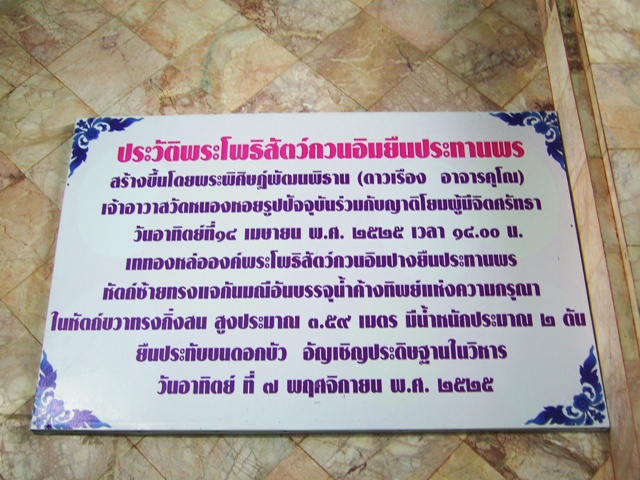 ประวัติพระโพธิสัตว์กวนอิมยืนประทานพร
สร้างขึ้นโดยพระพิศิษฏ์พัฒนพิธาน (ดาวเรือง อาจารคุโณ)
เจ้าอาวาสวัดหนองหอยรูปปัจจุบันร่วมกับญาติโยมผู้มีจิตศรัทธา
วันอาทิตย์ที่๑๘ เมษายน พ.ศ. ๒๕๒๕ เวลา ๑๘.๐๐ น.
เททองหล่อองค์พระโพธิสัตว์กวนอิมปางยืนประทานพร
หัตถ์ซ้ายทรงแจกันมณีอันบรรจุน้ำค้างทิพย์แห่งความกรุณา
ในหัตถ์ขวาทรงกิ่งสน สูงประมาณ ๓.๕๙ เมตร มีน้ำหนักประมาณ ๒ ตัน
ยืนประทับบนดอกบัว อัญเชิญประดิษฐานในวิหาร
วันอาทิตย์ ที่ ๗ พฤศจิกายน พ.ศ. ๒๕๒๕